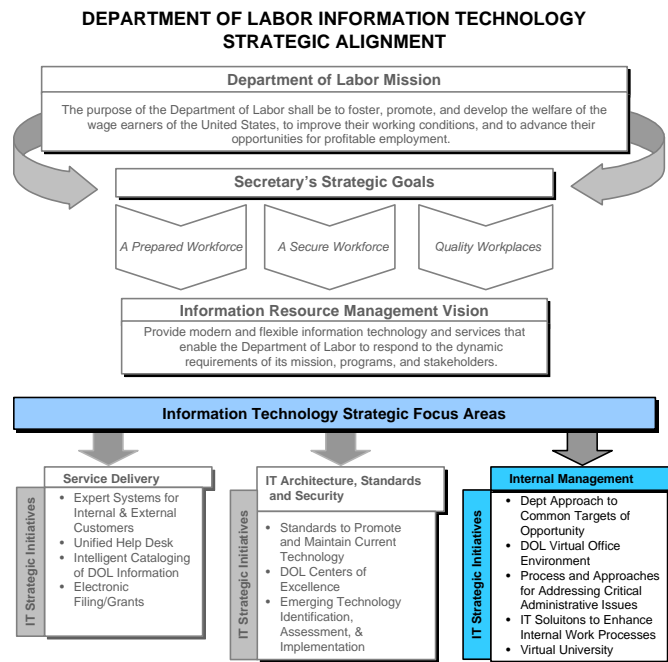 DEPARTMENT OF LABOR INFORMATION TECHNOLOGY
STRATEGIC ALIGNMENT
Department of Labor Mission
The purpose of the Department of Labor shall be to foster, promote, and develop the welfare of the
wage earners of the United States, to improve their working conditions, and to advance their
opportunities for profitable employment.
Secretary's Strategic Goals
A Prepared Workforce
A Secure Workforce
Quality Workplaces
Information Resource Management Vision
Provide modern and flexible information technology and services that
enable the Department of Labor to respond to the dynamic
requirements of its mission, programs, and stakeholders.
Information Technology Strategic Focus Areas
Service Delivery
IT Strategic Initiatives
• Expert Systems for
Internal & External
Customers
• Unified Help Desk
• Intelligent Cataloging
of DOL Information
• Electronic
Filing/Grants
IT Architecture, Standards
and Security
IT Strategic Initiatives
• Standards to Promote
and Maintain Current
Technology
• DOL Centers of
Excellence
• Emerging Technology
Identification,
Assessment, &
Implementation
Internal Management
IT Strategic Initiatives
• Dept Approach to
Common Targets of
Opportunity
• DOL Virtual Office
Environment
• Process and Approaches
for Addressing Critical
Administrative Issues
• IT Soluitons to Enhance
Internal Work Processes
• Virtual University